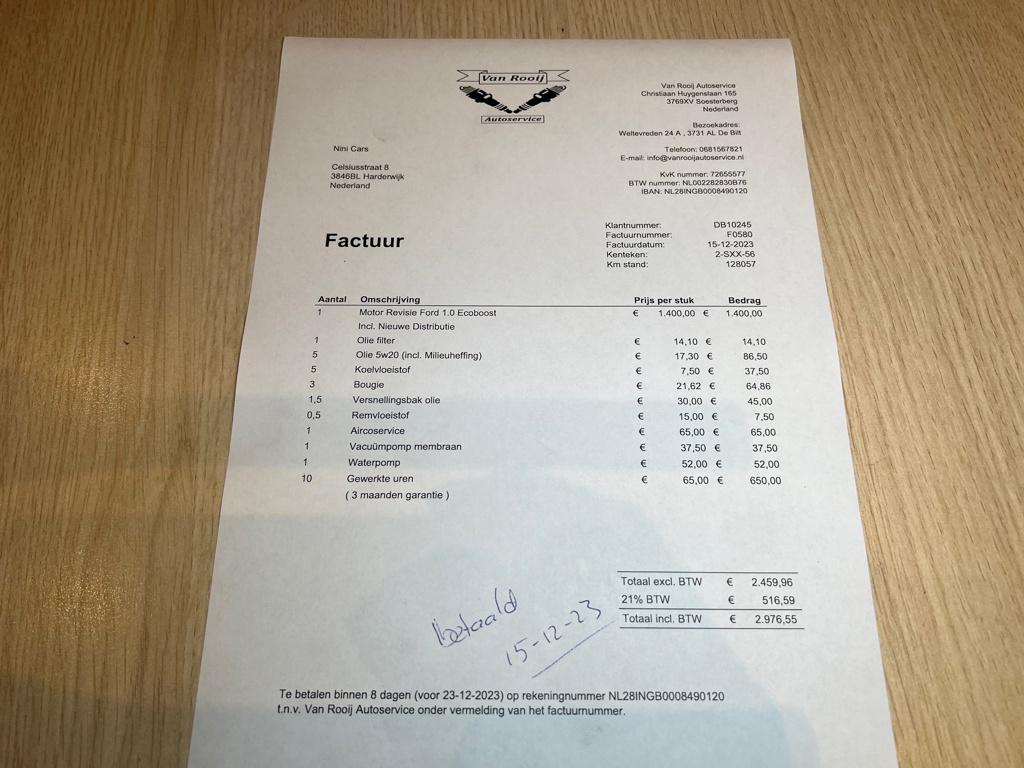 Van Rooij
Autoservice
Van Rooij Autoservice
Christiaan Huygenslaan 165
3769XV Soesterberg
Nederland
Bezoekadres:
Weltevreden 24 A , 3731 AL De Bilt
Nini Cars
Telefoon: 0681567821
E-mail: info@vanrooijautoservice.nl
Celsiusstraat 8
3846BL Harderwijk
Nederland
KvK nummer: 72655577
BTW nummer: NL002282830B76
IBAN: NL28INGB0008490120
Factuur
Klantnummer: DB10245
Factuurnummer: F0580
Factuurdatum: 15-12-2023
Kenteken: 2-SXX-56
Km stand: 128057
Aantal Omschrijving Prijs per stuk Bedrag
1 Motor Revisie Ford 1.0 Ecoboost € 1.400,00 € 1.400,00
Incl. Nieuwe Distributie
1 Olie filter € 14,10 € 14,10
5 Olie 5w20 (incl. Milieuheffing) € 17,30 € 86,50
5 Koelvloeistof € 7,50 € 37,50
3 Bougie € 21,62 € 64,86
1,5 Versnellingsbak olie € 30,00 € 45,00
0,5 Remvloeistof € 15,00 € 7,50
1 Aircoservice € 65,00 € 65,00
1 Vacuümpomp membraan € 37,50 € 37,50
1 Waterpomp € 52,00 € 52,00
10 Gewerkte uren € 65,00 € 650,00
( 3 maanden garantie )
Totaal excl. BTW € 2.459,96
21% BTW € 516,59
Totaal incl. BTW € 2.976,55
betaald
15-12-23
Te betalen binnen 8 dagen (voor 23-12-2023) op rekeningnummer NL28INGB0008490120
t.n.v. Van Rooij Autoservice onder vermelding van het factuurnummer.